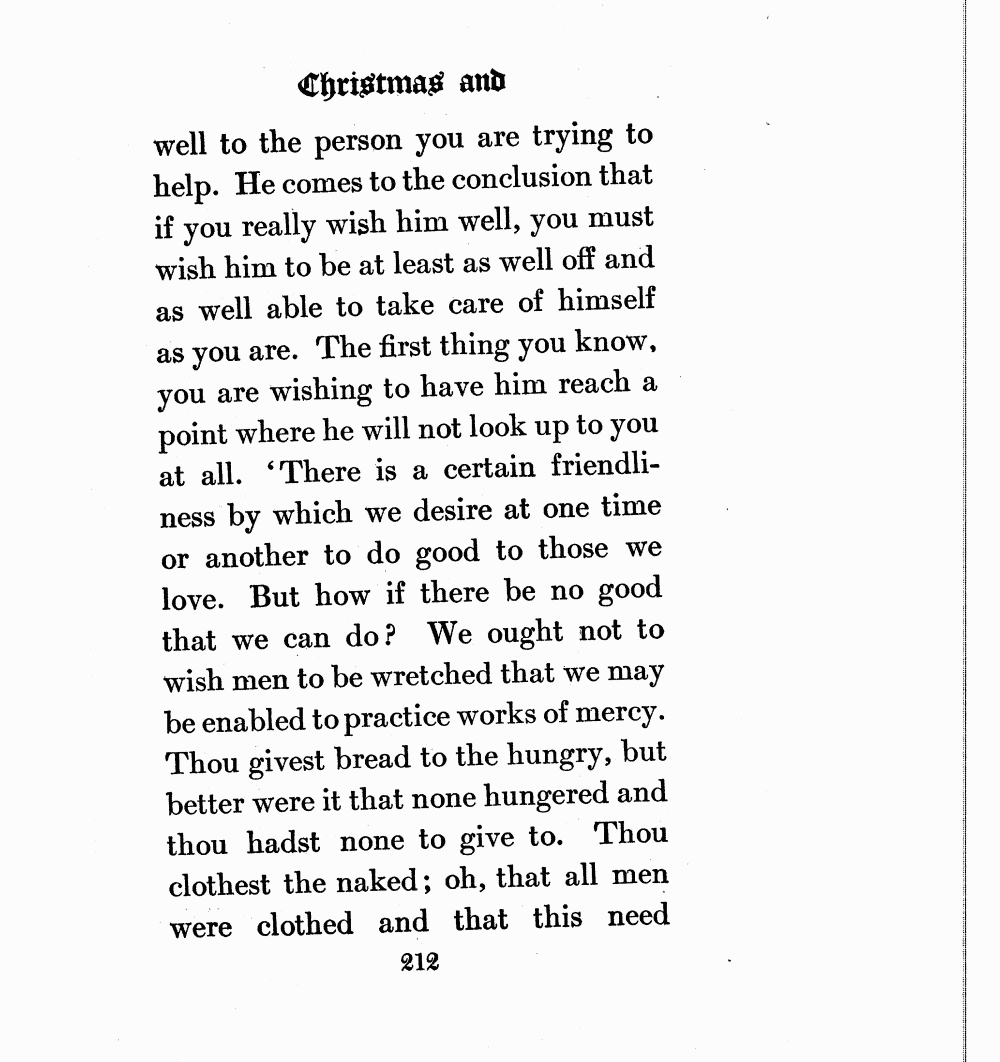 Christmas and
well to the person you are trying to
help. He comes to the conclusion that
if you really wish him well, you must
wish him to be at least as well off and
as well able to take care of himself
as you are. The first thing you know,
you are wishing to have him reach a
point where he will not look up to you
at all. ‘There is a certain friendli-
ness by which we desire at one time
or another to do good to those we
love. But how if there be no good
that we can do? We ought not to
wish men to be wretched that we may
be enabled to practice works of mercy.
Thou givest bread to the hungry, but
better were it that none hungered and
thou hadst none to give to. Thou
clothest the naked; oh, that all men
were clothed and that this need
212